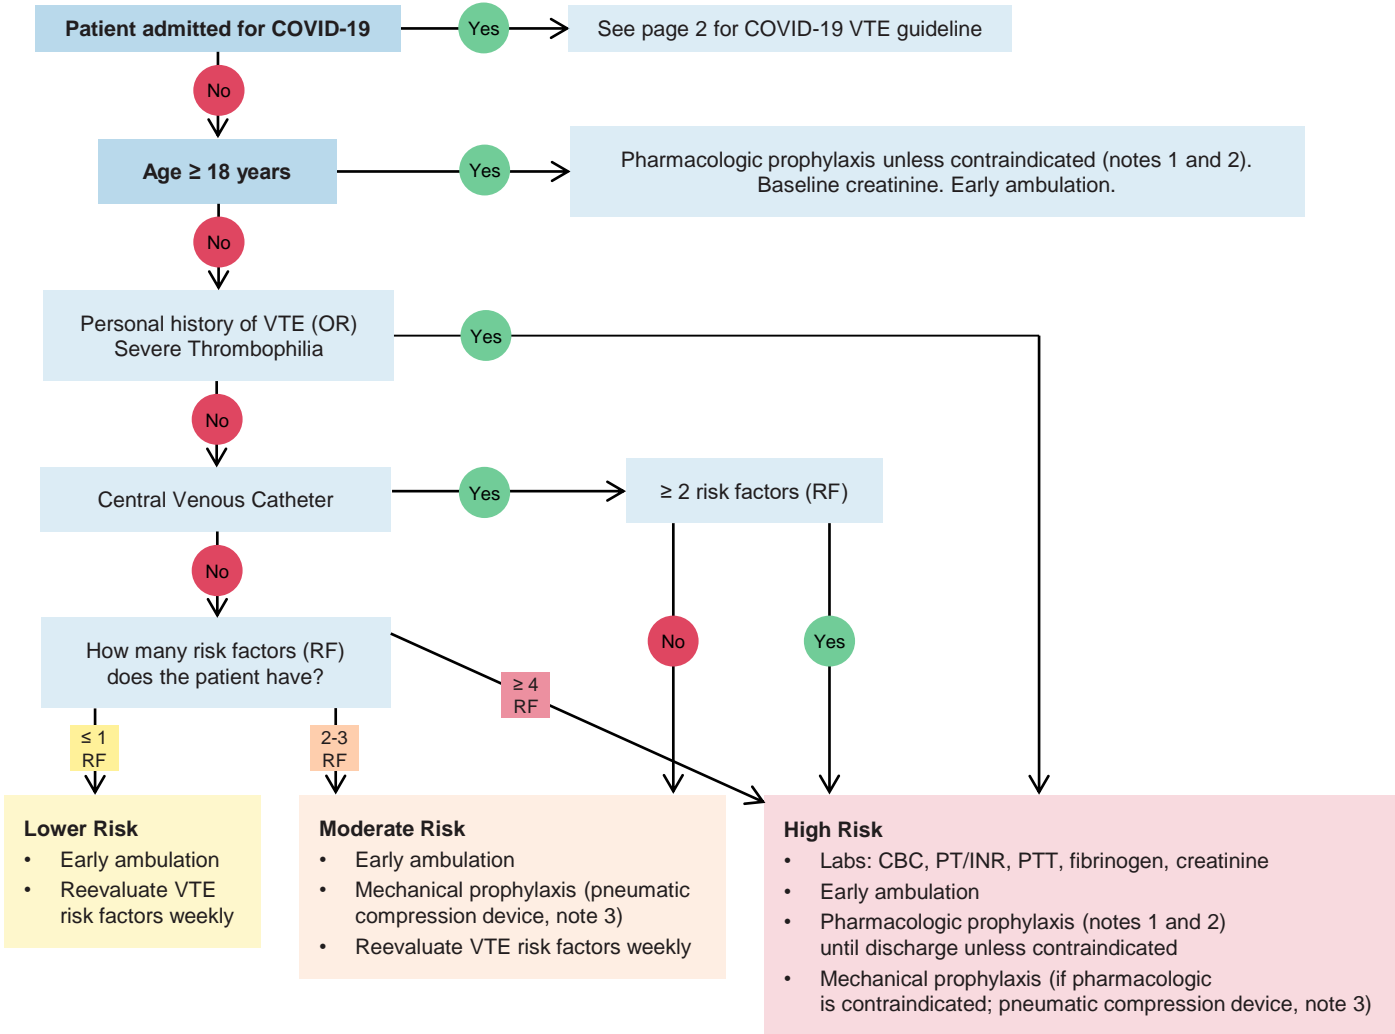 Patient admitted for COVID-19
Yes
See page 2 for COVID-19 VTE guideline
No
Age ≥ 18 years
Yes
Pharmacologic prophylaxis unless contraindicated (notes 1 and 2).
Baseline creatinine. Early ambulation.
No
Personal history of VTE (OR)
Severe Thrombophilia
Yes
No
Central Venous Catheter
Yes
≥ 2 risk factors (RF)
No
How many risk factors (RF)
does the patient have?
No
Yes
≥ 4
RF
≤ 1
RF
2-3
RF
Lower Risk
• Early ambulation
• Reevaluate VTE
risk factors weekly
Moderate Risk
• Early ambulation
• Mechanical prophylaxis (pneumatic
compression device, note 3)
• Reevaluate VTE risk factors weekly
High Risk
• Labs: CBC, PT/INR, PTT, fibrinogen, creatinine
• Early ambulation
• Pharmacologic prophylaxis (notes 1 and 2)
until discharge unless contraindicated
• Mechanical prophylaxis (if pharmacologic
is contraindicated; pneumatic compression device, note 3)